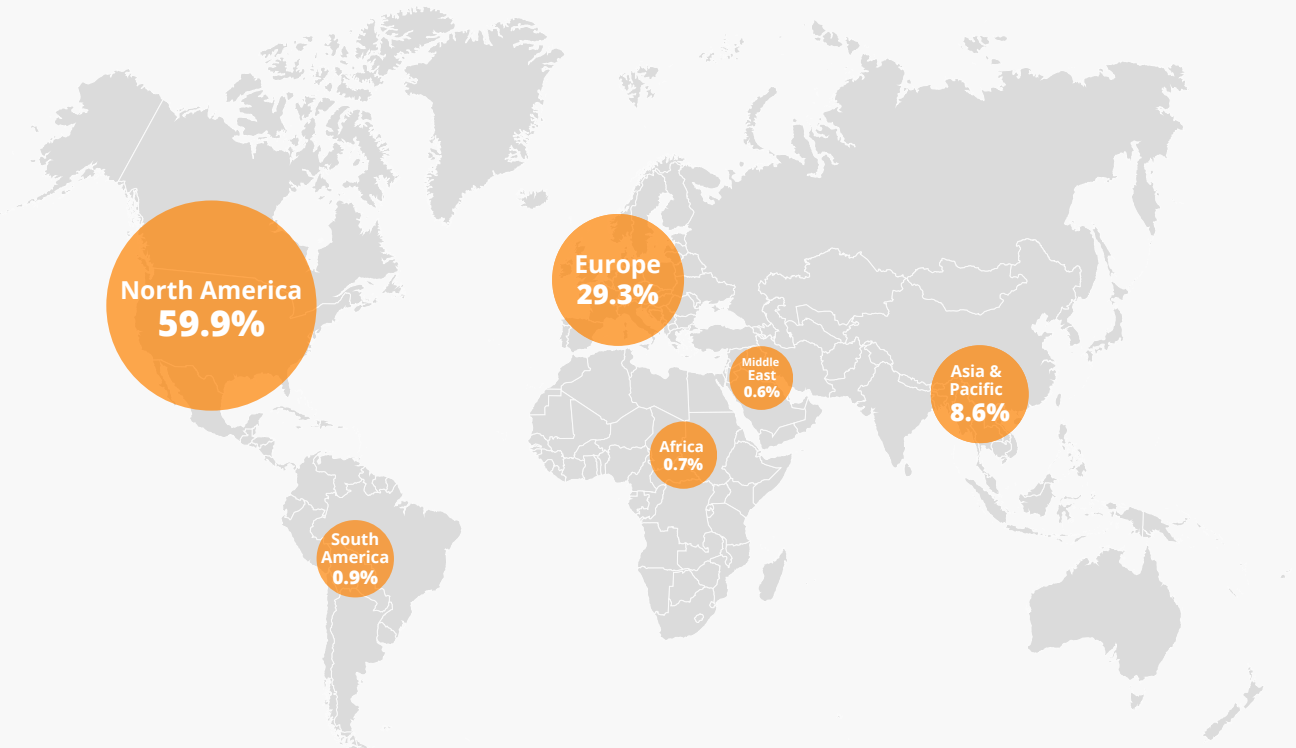 North America
59.9%
Europe
29.3%
Middle
East
0.6%
Asia &
Pacific
8.6%
Africa
0.7%
South
America
0.9%